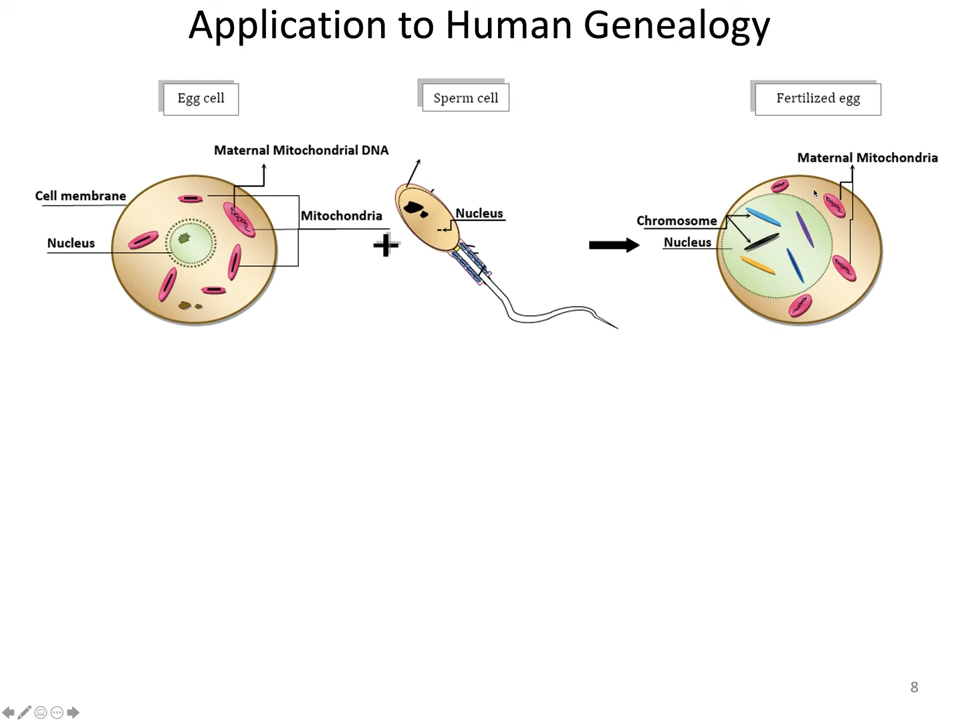 Application to Human Genealogy
Egg cell
Sperm cell
Fertilized egg
Maternal Mitochondrial DNA
Maternal Mitochondria
Cell membrane
Mitochondria
Nucleus
Chromosome
Nucleus
Nucleus
8